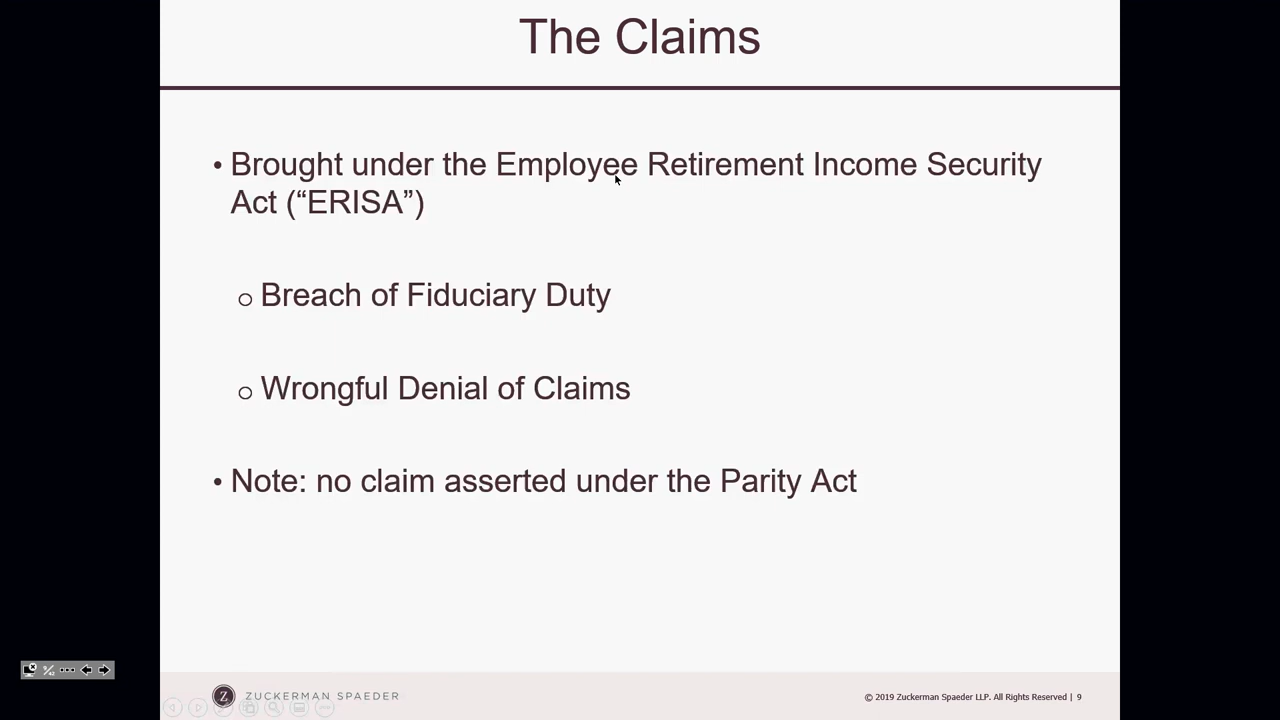 The Claims
• Brought under the Employee Retirement Income Security
Act (“ERISA”)
o Breach of Fiduciary Duty
o Wrongful Denial of Claims
• Note: no claim asserted under the Parity Act
Z ZUCKERMAN SPAEDER
© 2019 Zuckerman Spaeder LLP. All Rights Reserved | 9